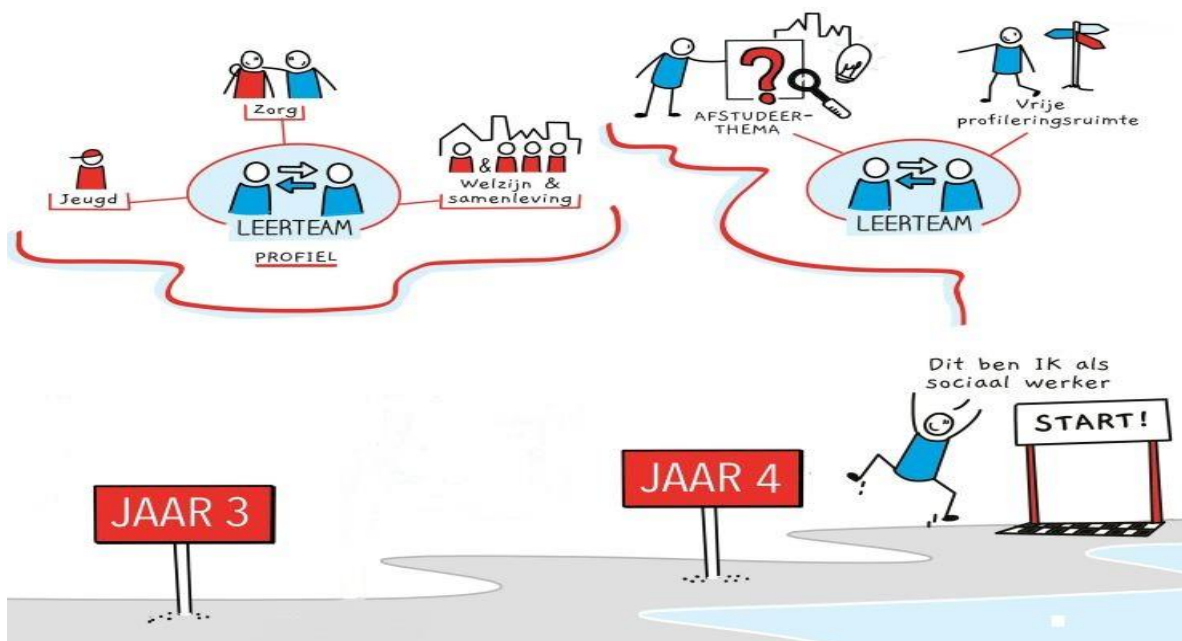 Zorg
Jeugd
&
Welzijn &
samenleving
LEERTEAM
PROFIEL
?
AFSTUDEER-
THEMA
Vrije
profileringsruimte
LEERTEAM
Dit ben IK als
sociaal werker
START!
JAAR 3
JAAR 4